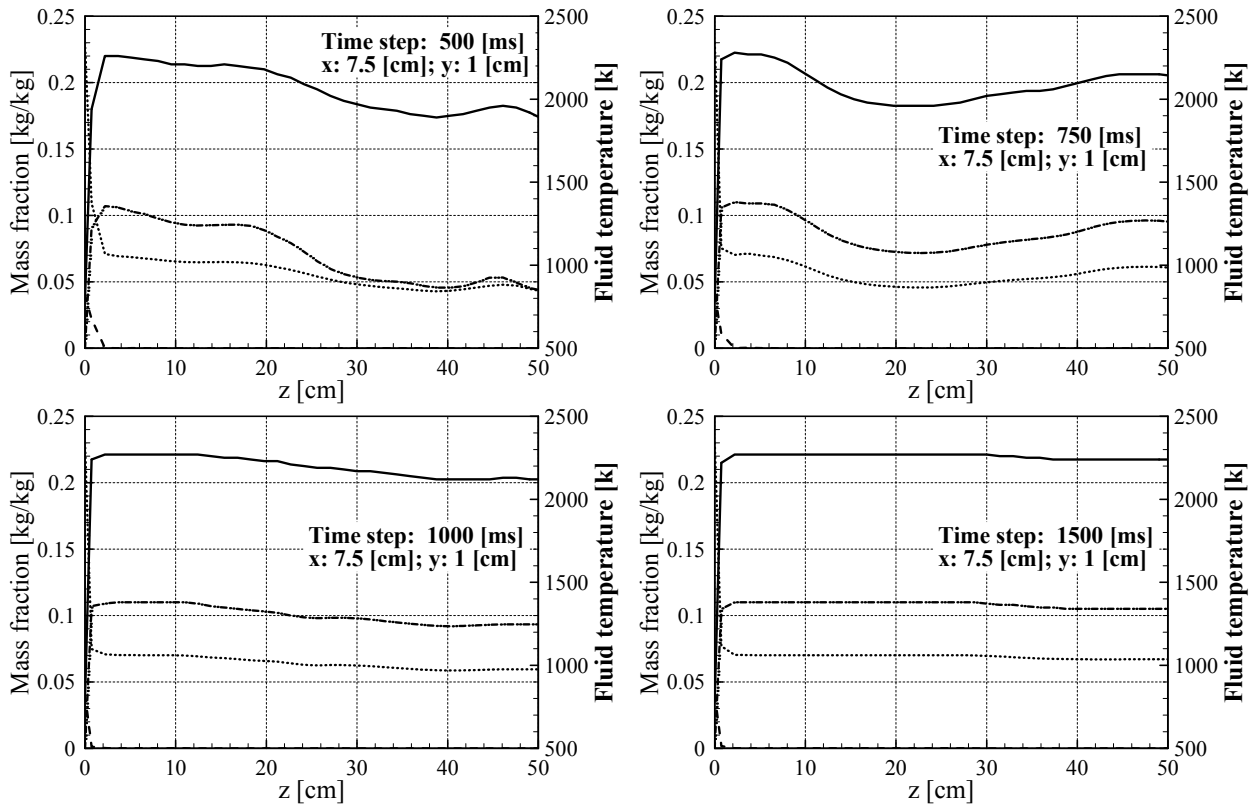 Time step: 500 [ms]
x: 7.5 [cm]; y: 1 [cm]
Mass fraction [kg/kg]
0.25
0.2
0.15
0.1
0.05
0
Fluid temperature [k]
2500
2000
1500
1000
500
0 10 20 30 40 50
z [cm]
Time step: 750 [ms]
x: 7.5 [cm]; y: 1 [cm]
Mass fraction [kg/kg]
0.25
0.2
0.15
0.1
0.05
0
Fluid temperature [k]
2500
2000
1500
1000
500
0 10 20 30 40 50
z [cm]
Time step: 1000 [ms]
x: 7.5 [cm]; y: 1 [cm]
Mass fraction [kg/kg]
0.25
0.2
0.15
0.1
0.05
0
Fluid temperature [k]
2500
2000
1500
1000
500
0 10 20 30 40 50
z [cm]
Time step: 1500 [ms]
x: 7.5 [cm]; y: 1 [cm]
Mass fraction [kg/kg]
0.25
0.2
0.15
0.1
0.05
0
Fluid temperature [k]
2500
2000
1500
1000
500
0 10 20 30 40 50
z [cm]